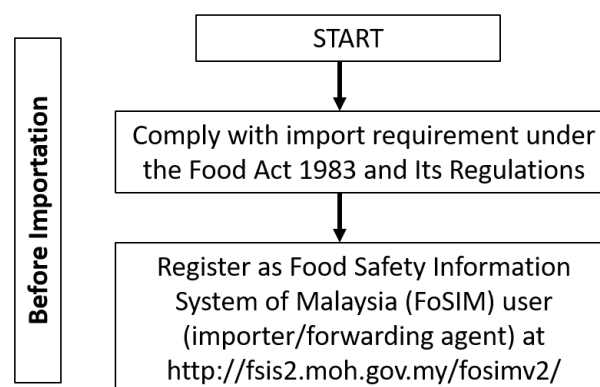 Before Importation
START
Comply with import requirement under
the Food Act 1983 and Its Regulations
Register as Food Safety Information
System of Malaysia (FoSIM) user
(importer/forwarding agent) at
http://fsis2.moh.gov.my/fosimv2/